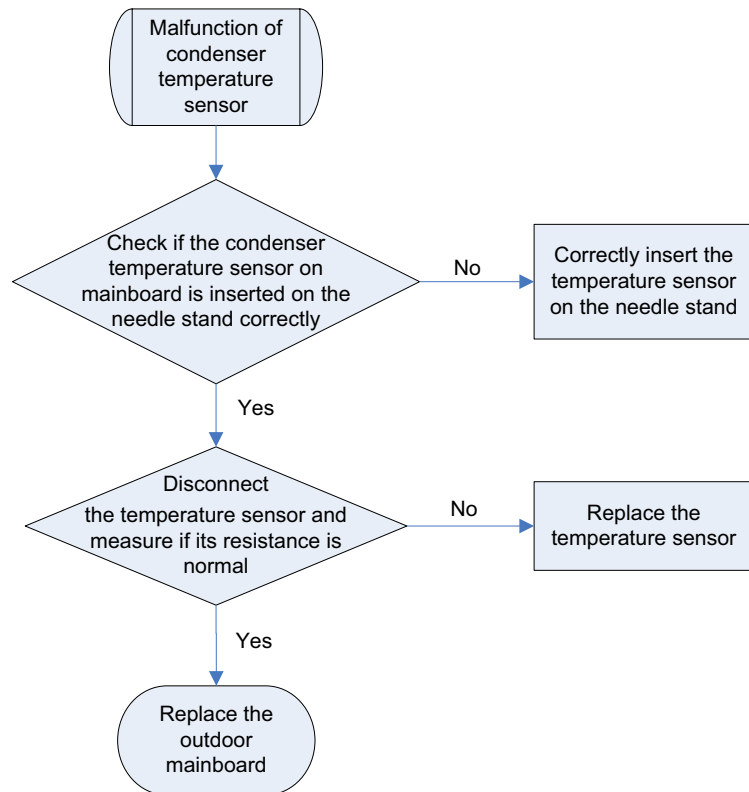 Malfunction of
condenser
temperature
sensor
Check if the condenser
temperature sensor on
mainboard is inserted on the
needle stand correctly
No
Correctly insert the
temperature sensor
on the needle stand
Yes
Disconnect
the temperature sensor and
measure if its resistance is
normal
No
Replace the
temperature sensor
Yes
Replace the
outdoor
mainboard